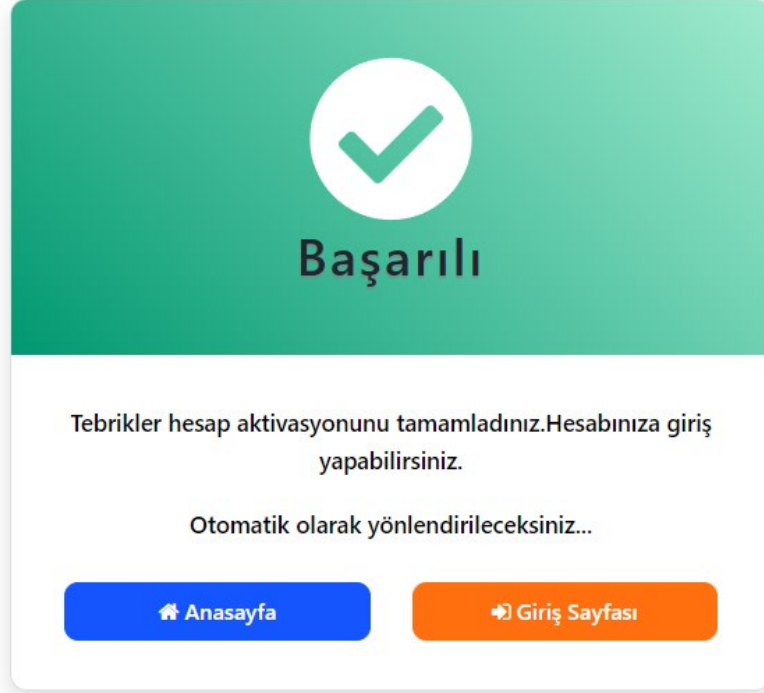 Başarılı
Tebrikler hesap aktivasyonunu tamamladınız.Hesabınıza giriş
yapabilirsiniz.
Otomatik olarak yönlendirileceksiniz...
Anasayfa
Giriş Sayfası